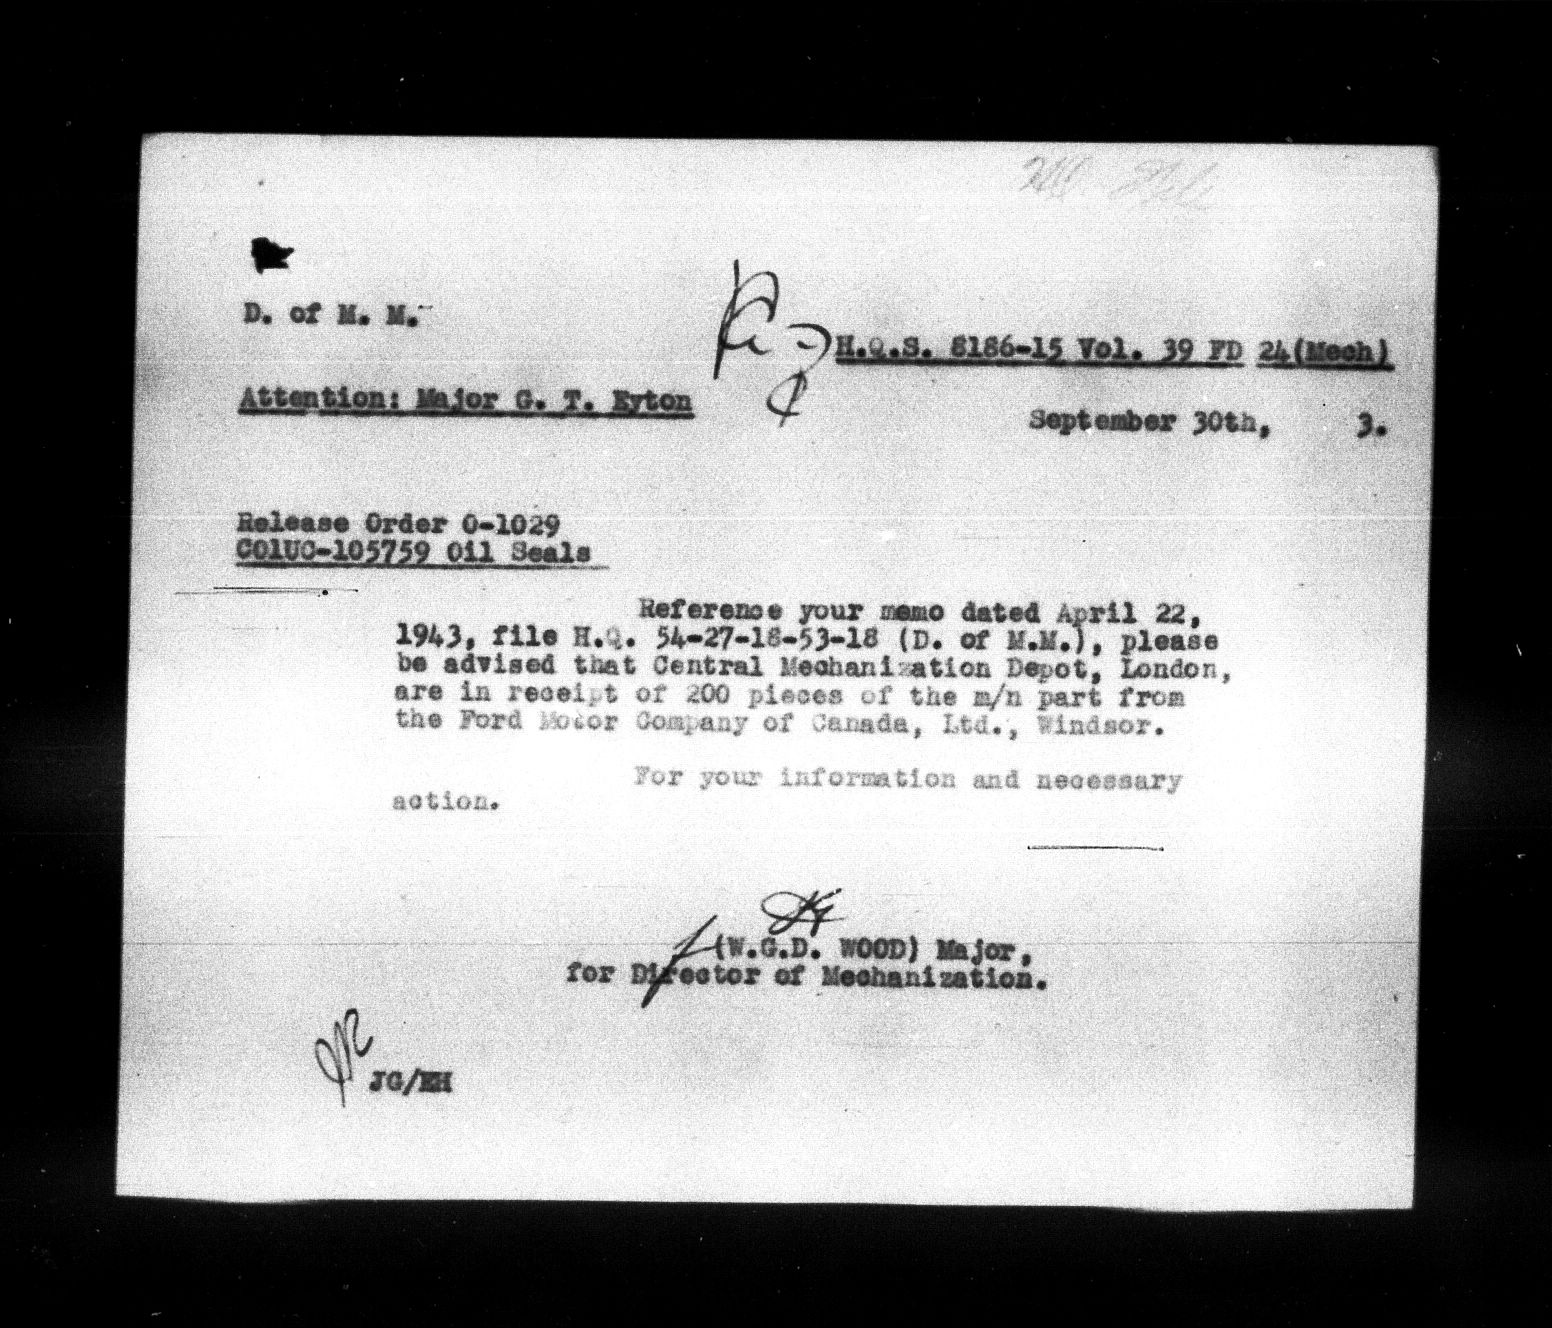 D. of M. M.
H.Q.S. 8186-15 Vol. 39 FD 24(Mech)
Attention: Major G. T. Eyton
September 30th, 3.
Release Order O-1029
C01UC-105759 Oil Seals
Reference your memo dated April 22,
1943, file H.Q. 54-27-18-53-18 (D. of M.M.), please
be advised that Central Mechanization Depot, London,
are in receipt of 200 pieces of the m/n part from
the Ford Motor Company of Canada, Ltd., Windsor.
For your information and necessary
action.
(W.G.D. WOOD) Major,
for Director of Mechanization.
JG/EH